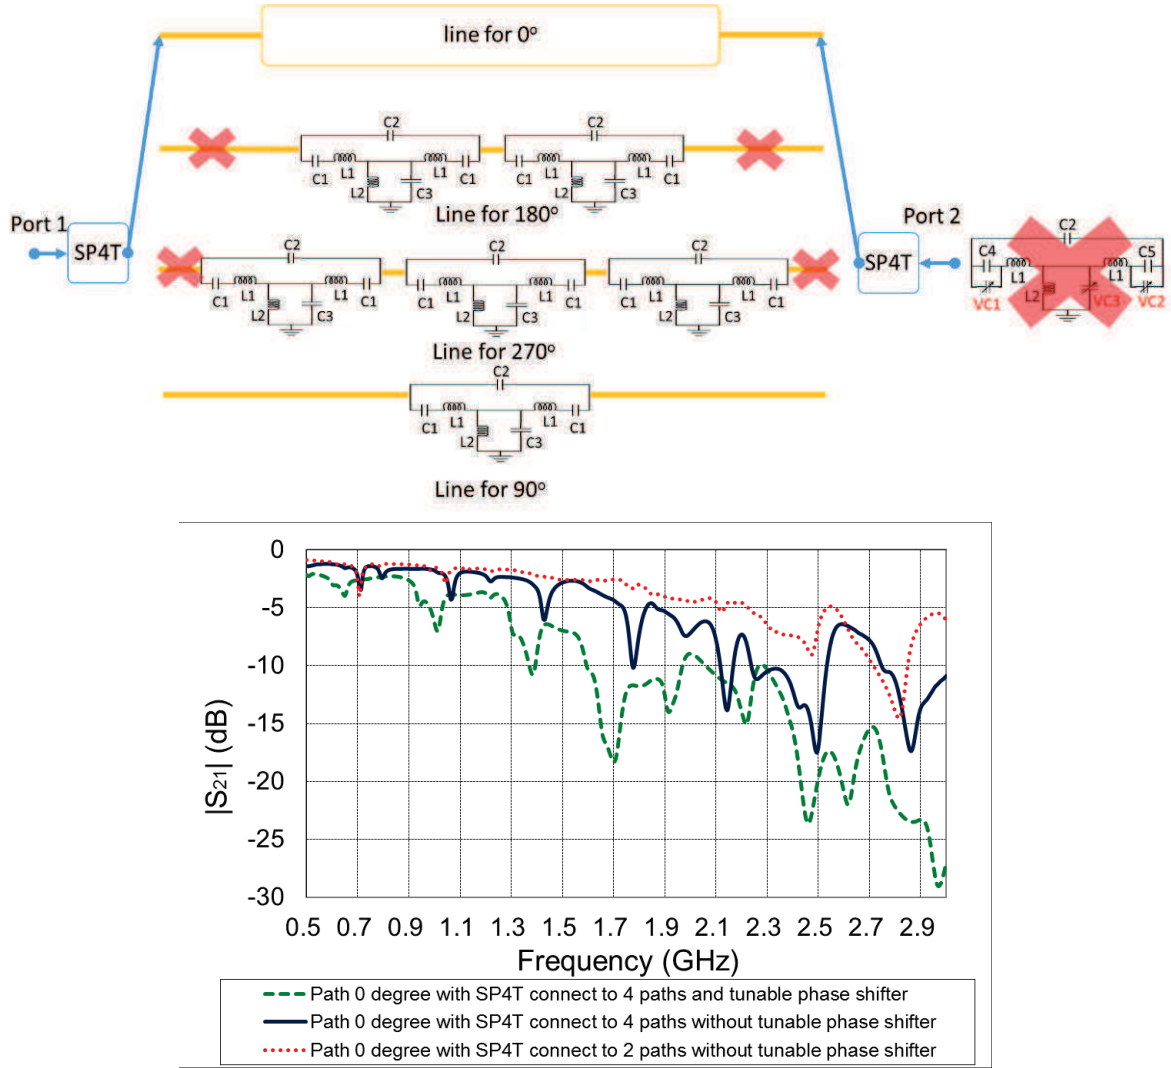 line for 0º
C2
C2
C1
L1
L1
C1
C1
L1
L1
C1
L2
C3
L2
C3
Line for 180º
Port 1
SP4T
Port 2
SP4T
C2
C4
C5
L1
L1
L2
VC1
VC3
VC2
C2
C2
C2
C1
L1
L1
C1
C1
L1
L1
C1
C1
L1
L1
C1
L2
C3
L2
C3
L2
C3
Line for 270º
C2
C1
L1
L1
C1
L2
C3
Line for 90º
|S21| (dB)
0
-5
-10
-15
-20
-25
-30
0.5 0.7 0.9 1.1 1.3 1.5 1.7 1.9 2.1 2.3 2.5 2.7 2.9
Frequency (GHz)
Path 0 degree with SP4T connect to 4 paths and tunable phase shifter
Path 0 degree with SP4T connect to 4 paths without tunable phase shifter
Path 0 degree with SP4T connect to 2 paths without tunable phase shifter